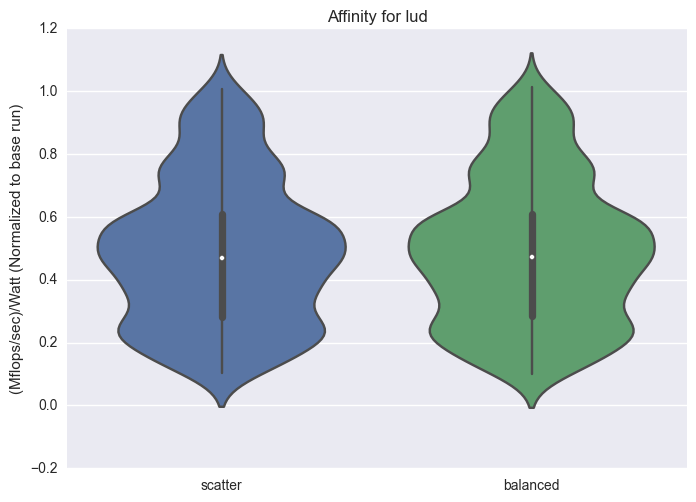 Affinity for lud
(Mflops/sec)/Watt (Normalized to base run)
1.2
1.0
0.8
0.6
0.4
0.2
0.0
−0.2
scatter balanced